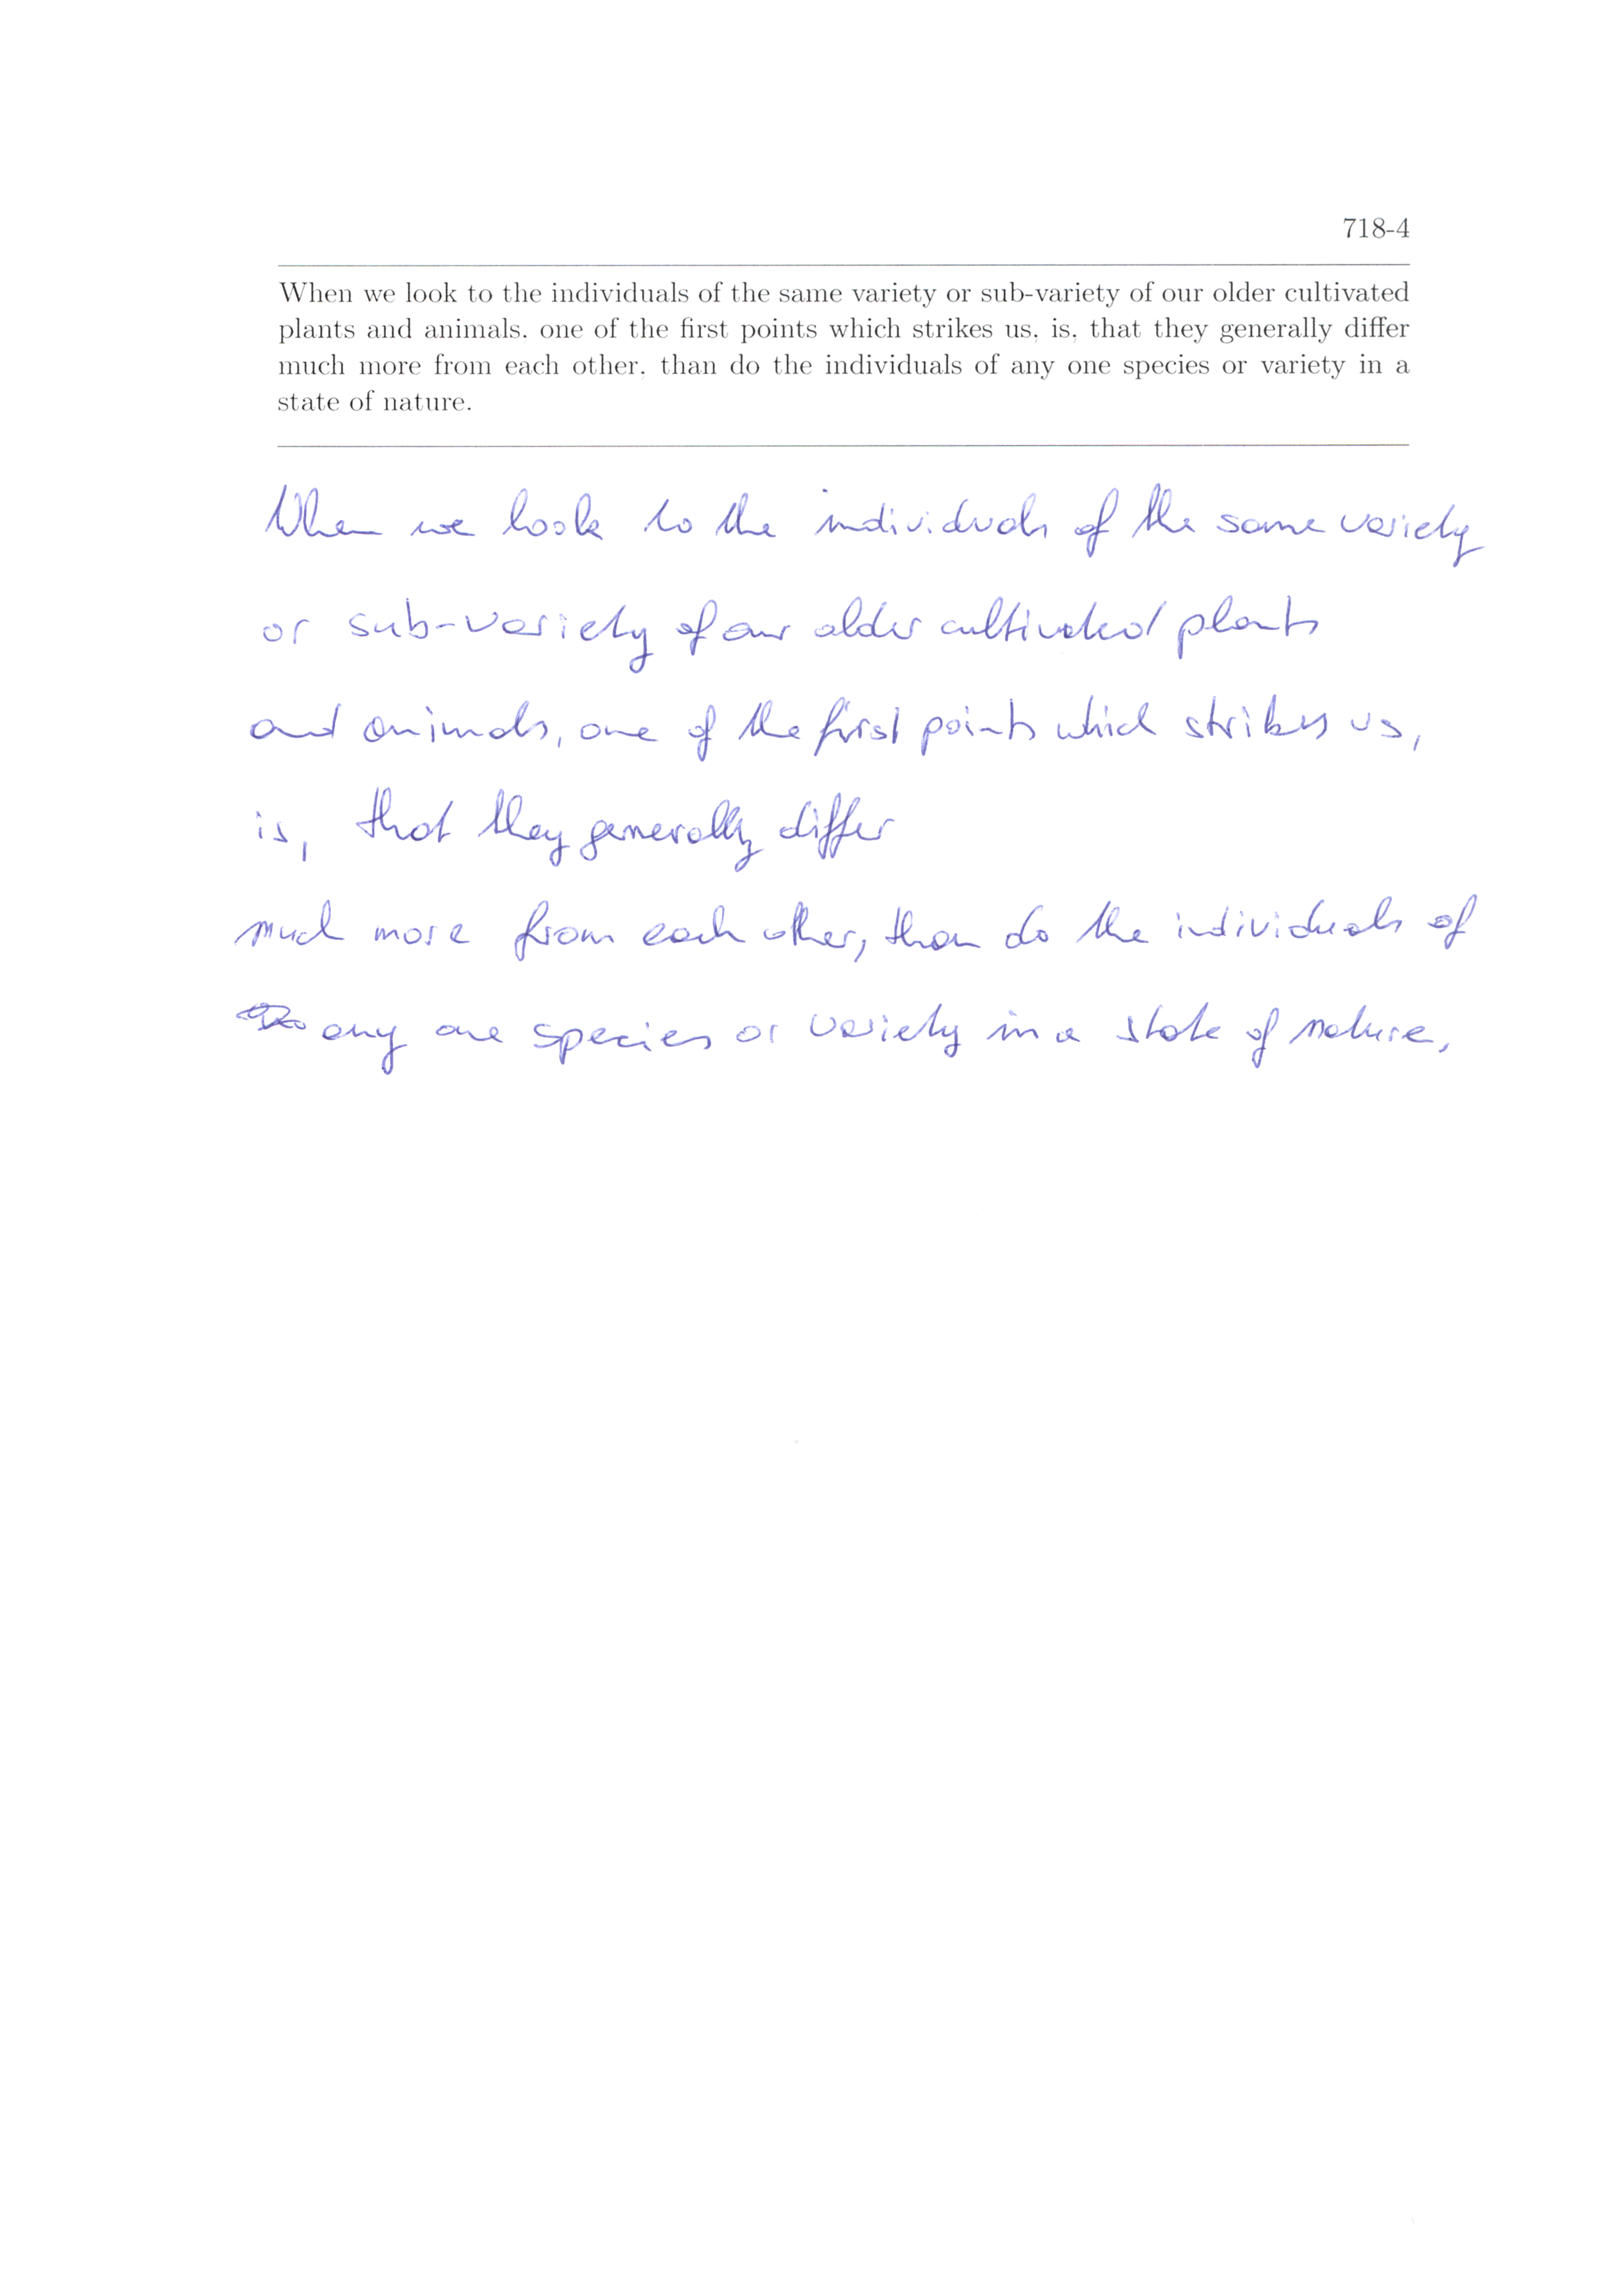 718-4
When we look to the individuals of the same variety or sub-variety of our older cultivated
plants and animals, one of the first points which strikes us, is, that they generally differ
much more from each other, than do the individuals of any one species or variety in a
state of nature.
When we look to the individuals of the same variety
or sub-variety of our older cultivated plants
and animals, one of the first points which strikes us,
is, that they generally differ
much more from each other, than do the individuals of
any one species or variety in a state of nature.